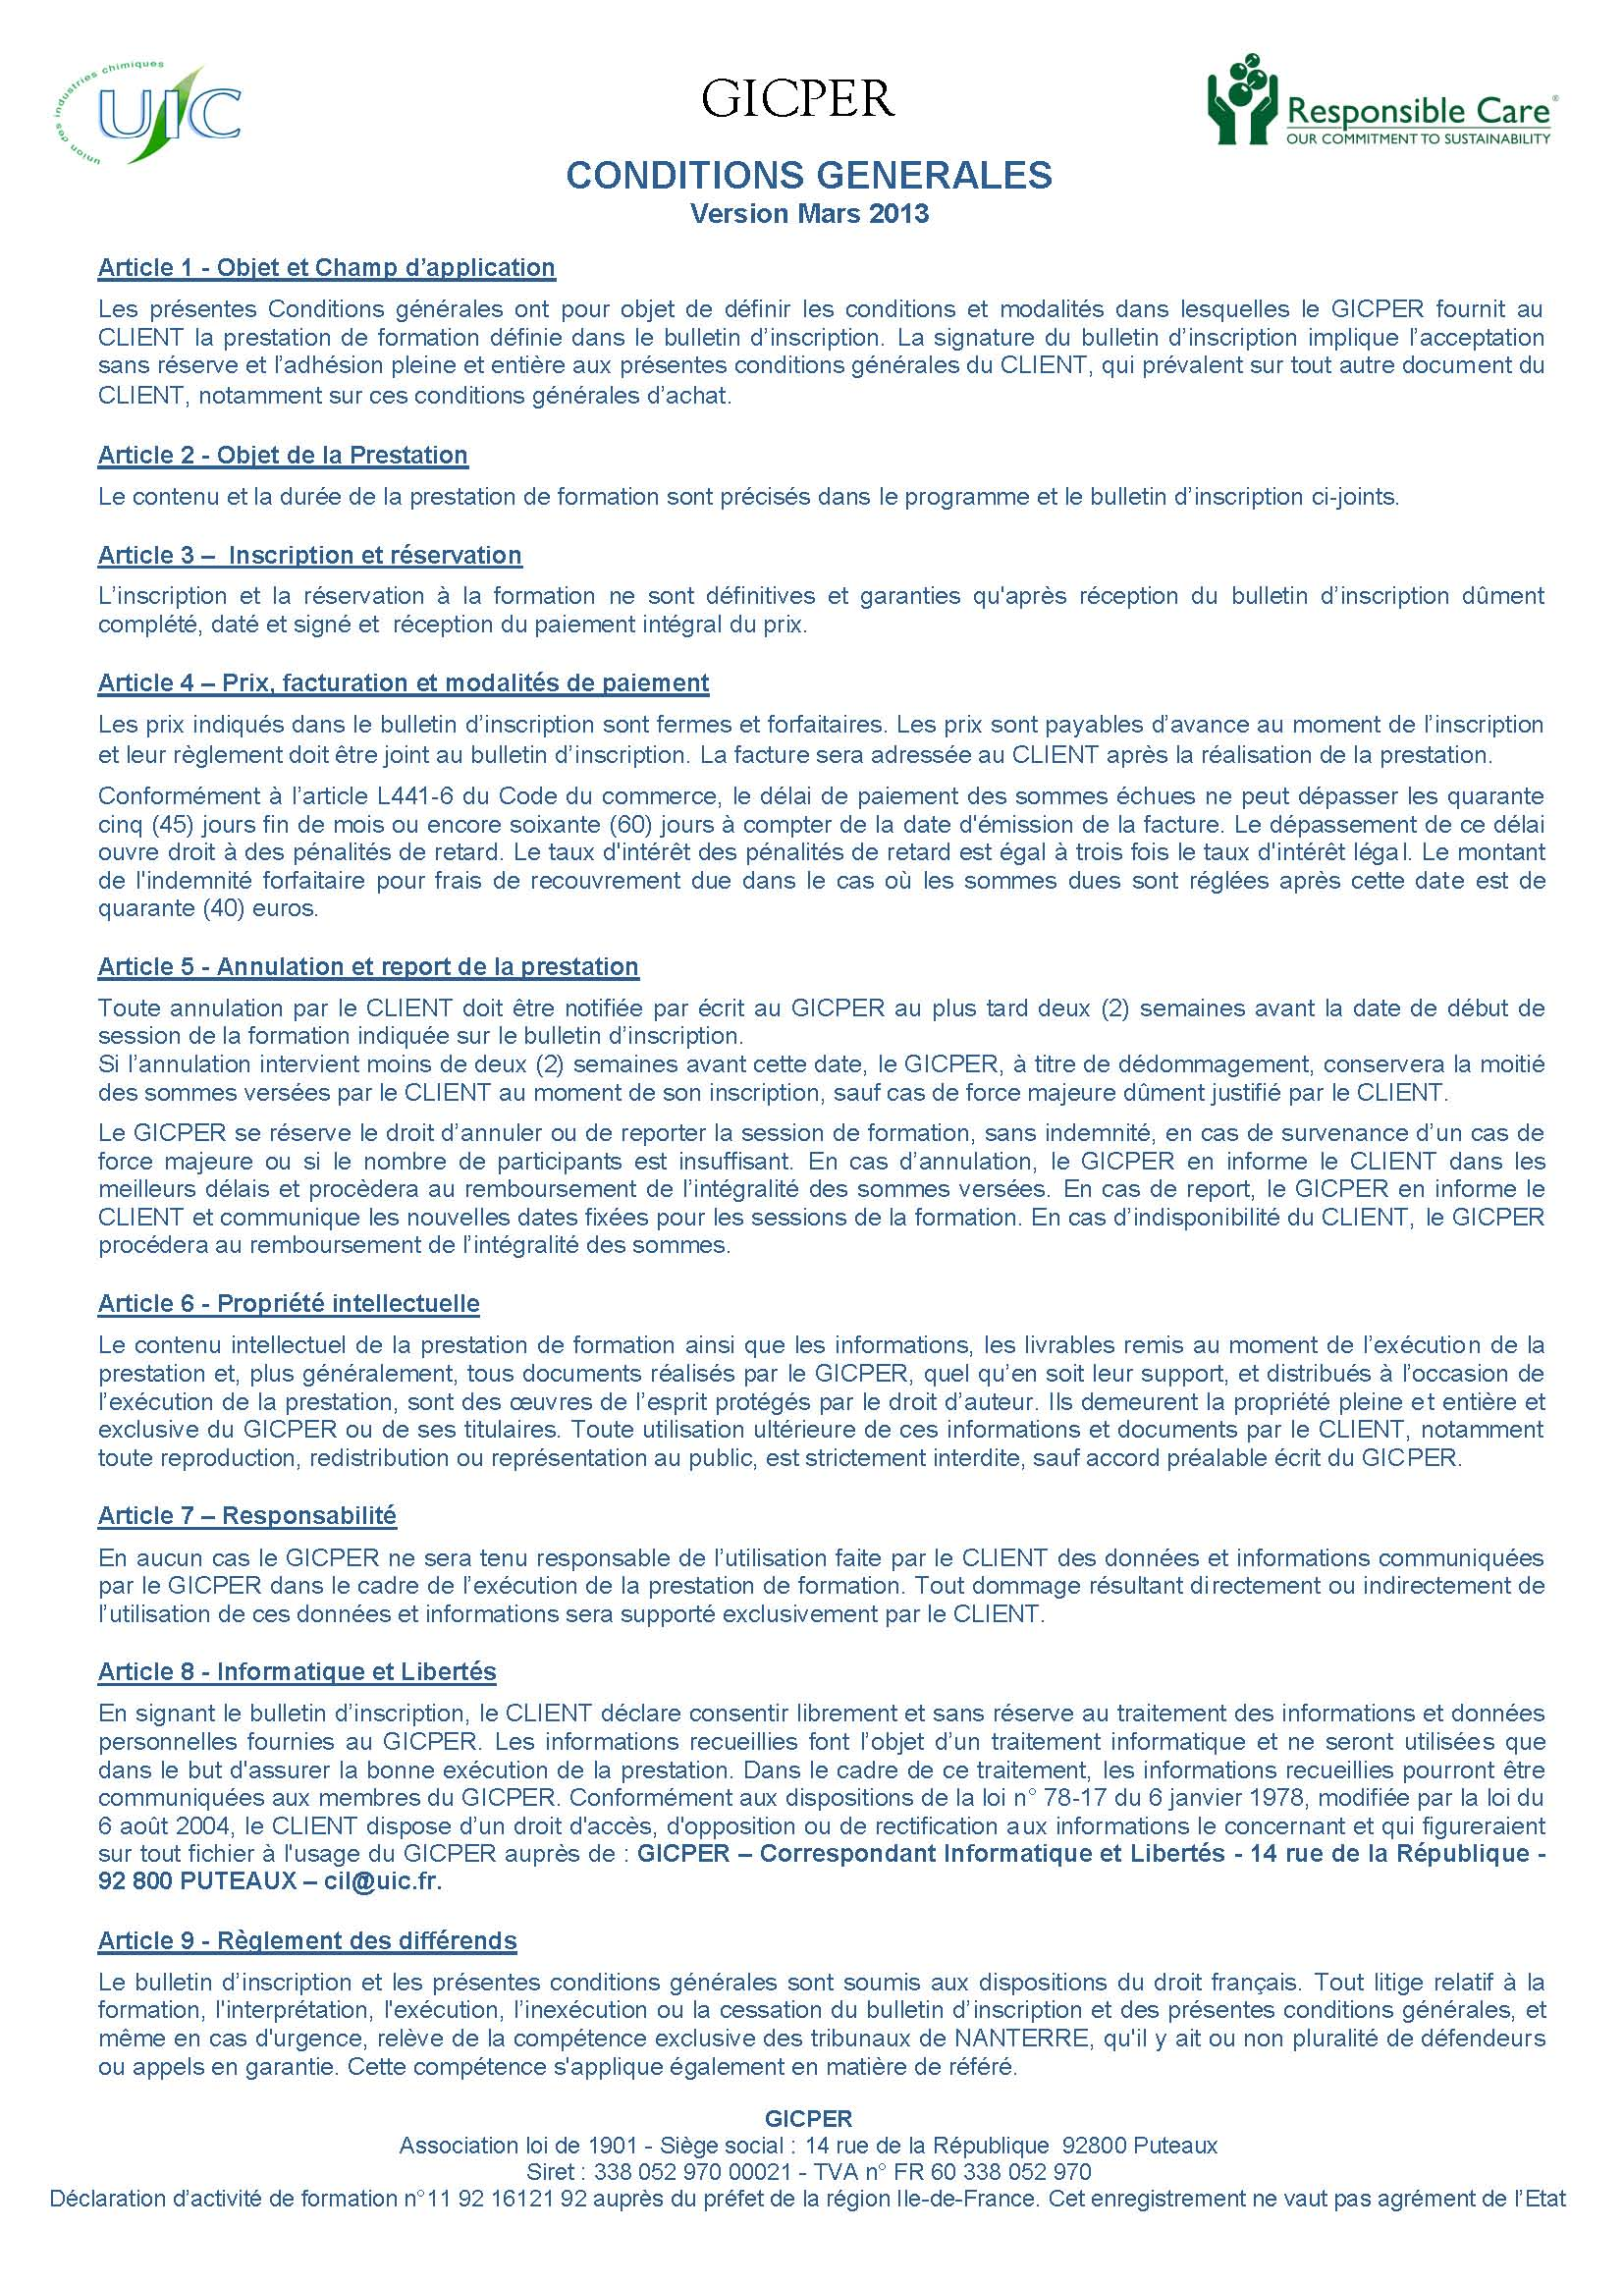 union des industries chimiques
UIC
GICPER
Responsible Care®
OUR COMMITMENT TO SUSTAINABILITY
CONDITIONS GENERALES
Version Mars 2013
Article 1 - Objet et Champ d’application
Les présentes Conditions générales ont pour objet de définir les conditions et modalités dans lesquelles le GICPER fournit au
CLIENT la prestation de formation définie dans le bulletin d’inscription. La signature du bulletin d’inscription implique l’acceptation
sans réserve et l’adhésion pleine et entière aux présentes conditions générales du CLIENT, qui prévalent sur tout autre document du
CLIENT, notamment sur ces conditions générales d’achat.
Article 2 - Objet de la Prestation
Le contenu et la durée de la prestation de formation sont précisés dans le programme et le bulletin d’inscription ci-joints.
Article 3 – Inscription et réservation
L’inscription et la réservation à la formation ne sont définitives et garanties qu'après réception du bulletin d’inscription dûment
complété, daté et signé et réception du paiement intégral du prix.
Article 4 – Prix, facturation et modalités de paiement
Les prix indiqués dans le bulletin d’inscription sont fermes et forfaitaires. Les prix sont payables d’avance au moment de l’inscription
et leur règlement doit être joint au bulletin d’inscription. La facture sera adressée au CLIENT après la réalisation de la prestation.
Conformément à l’article L441-6 du Code du commerce, le délai de paiement des sommes échues ne peut dépasser les quarante
cinq (45) jours fin de mois ou encore soixante (60) jours à compter de la date d'émission de la facture. Le dépassement de ce délai
ouvre droit à des pénalités de retard. Le taux d'intérêt des pénalités de retard est égal à trois fois le taux d'intérêt légal. Le montant
de l'indemnité forfaitaire pour frais de recouvrement due dans le cas où les sommes dues sont réglées après cette date est de
quarante (40) euros.
Article 5 - Annulation et report de la prestation
Toute annulation par le CLIENT doit être notifiée par écrit au GICPER au plus tard deux (2) semaines avant la date de début de
session de la formation indiquée sur le bulletin d’inscription.
Si l’annulation intervient moins de deux (2) semaines avant cette date, le GICPER, à titre de dédommagement, conservera la moitié
des sommes versées par le CLIENT au moment de son inscription, sauf cas de force majeure dûment justifié par le CLIENT.
Le GICPER se réserve le droit d’annuler ou de reporter la session de formation, sans indemnité, en cas de survenance d’un cas de
force majeure ou si le nombre de participants est insuffisant. En cas d’annulation, le GICPER en informe le CLIENT dans les
meilleurs délais et procèdera au remboursement de l’intégralité des sommes versées. En cas de report, le GICPER en informe le
CLIENT et communique les nouvelles dates fixées pour les sessions de la formation. En cas d’indisponibilité du CLIENT, le GICPER
procédera au remboursement de l’intégralité des sommes.
Article 6 - Propriété intellectuelle
Le contenu intellectuel de la prestation de formation ainsi que les informations, les livrables remis au moment de l’exécution de la
prestation et, plus généralement, tous documents réalisés par le GICPER, quel qu’en soit leur support, et distribués à l’occasion de
l’exécution de la prestation, sont des œuvres de l’esprit protégés par le droit d’auteur. Ils demeurent la propriété pleine et entière et
exclusive du GICPER ou de ses titulaires. Toute utilisation ultérieure de ces informations et documents par le CLIENT, notamment
toute reproduction, redistribution ou représentation au public, est strictement interdite, sauf accord préalable écrit du GICPER.
Article 7 – Responsabilité
En aucun cas le GICPER ne sera tenu responsable de l’utilisation faite par le CLIENT des données et informations communiquées
par le GICPER dans le cadre de l’exécution de la prestation de formation. Tout dommage résultant directement ou indirectement de
l’utilisation de ces données et informations sera supporté exclusivement par le CLIENT.
Article 8 - Informatique et Libertés
En signant le bulletin d’inscription, le CLIENT déclare consentir librement et sans réserve au traitement des informations et données
personnelles fournies au GICPER. Les informations recueillies font l’objet d’un traitement informatique et ne seront utilisées que
dans le but d'assurer la bonne exécution de la prestation. Dans le cadre de ce traitement, les informations recueillies pourront être
communiquées aux membres du GICPER. Conformément aux dispositions de la loi n° 78-17 du 6 janvier 1978, modifiée par la loi du
6 août 2004, le CLIENT dispose d’un droit d'accès, d'opposition ou de rectification aux informations le concernant et qui figureraient
sur tout fichier à l'usage du GICPER auprès de : GICPER – Correspondant Informatique et Libertés - 14 rue de la République -
92 800 PUTEAUX – cil@uic.fr.
Article 9 - Règlement des différends
Le bulletin d’inscription et les présentes conditions générales sont soumis aux dispositions du droit français. Tout litige relatif à la
formation, l'interprétation, l'exécution, l’inexécution ou la cessation du bulletin d’inscription et des présentes conditions générales, et
même en cas d'urgence, relève de la compétence exclusive des tribunaux de NANTERRE, qu'il y ait ou non pluralité de défendeurs
ou appels en garantie. Cette compétence s'applique également en matière de référé.
GICPER
Association loi de 1901 - Siège social : 14 rue de la République 92800 Puteaux
Siret : 338 052 970 00021 - TVA n° FR 60 338 052 970
Déclaration d’activité de formation n°11 92 16121 92 auprès du préfet de la région Ile-de-France. Cet enregistrement ne vaut pas agrément de l’Etat